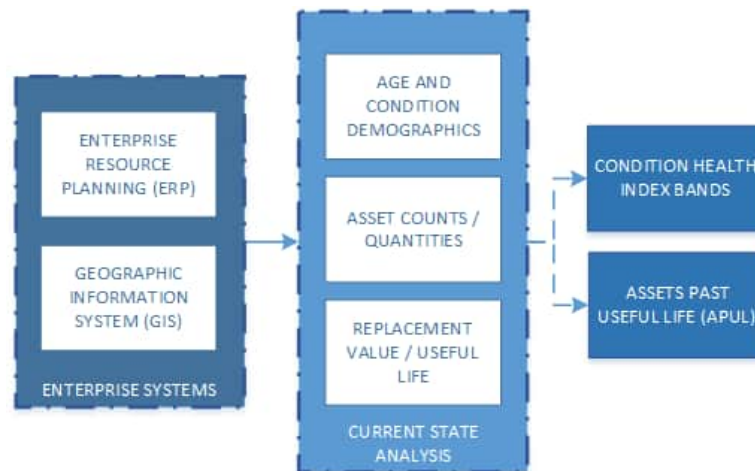 ENTERPRISE
RESOURCE
PLANNING (ERP)
GEOGRAPHIC
INFORMATION
SYSTEM (GIS)
ENTERPRISE SYSTEMS
AGE AND
CONDITION
DEMOGRAPHICS
ASSET COUNTS /
QUANTITIES
REPLACEMENT
VALUE / USEFUL
LIFE
CURRENT STATE
ANALYSIS
CONDITION HEALTH
INDEX BANDS
ASSETS PAST
USEFUL LIFE (APUL)